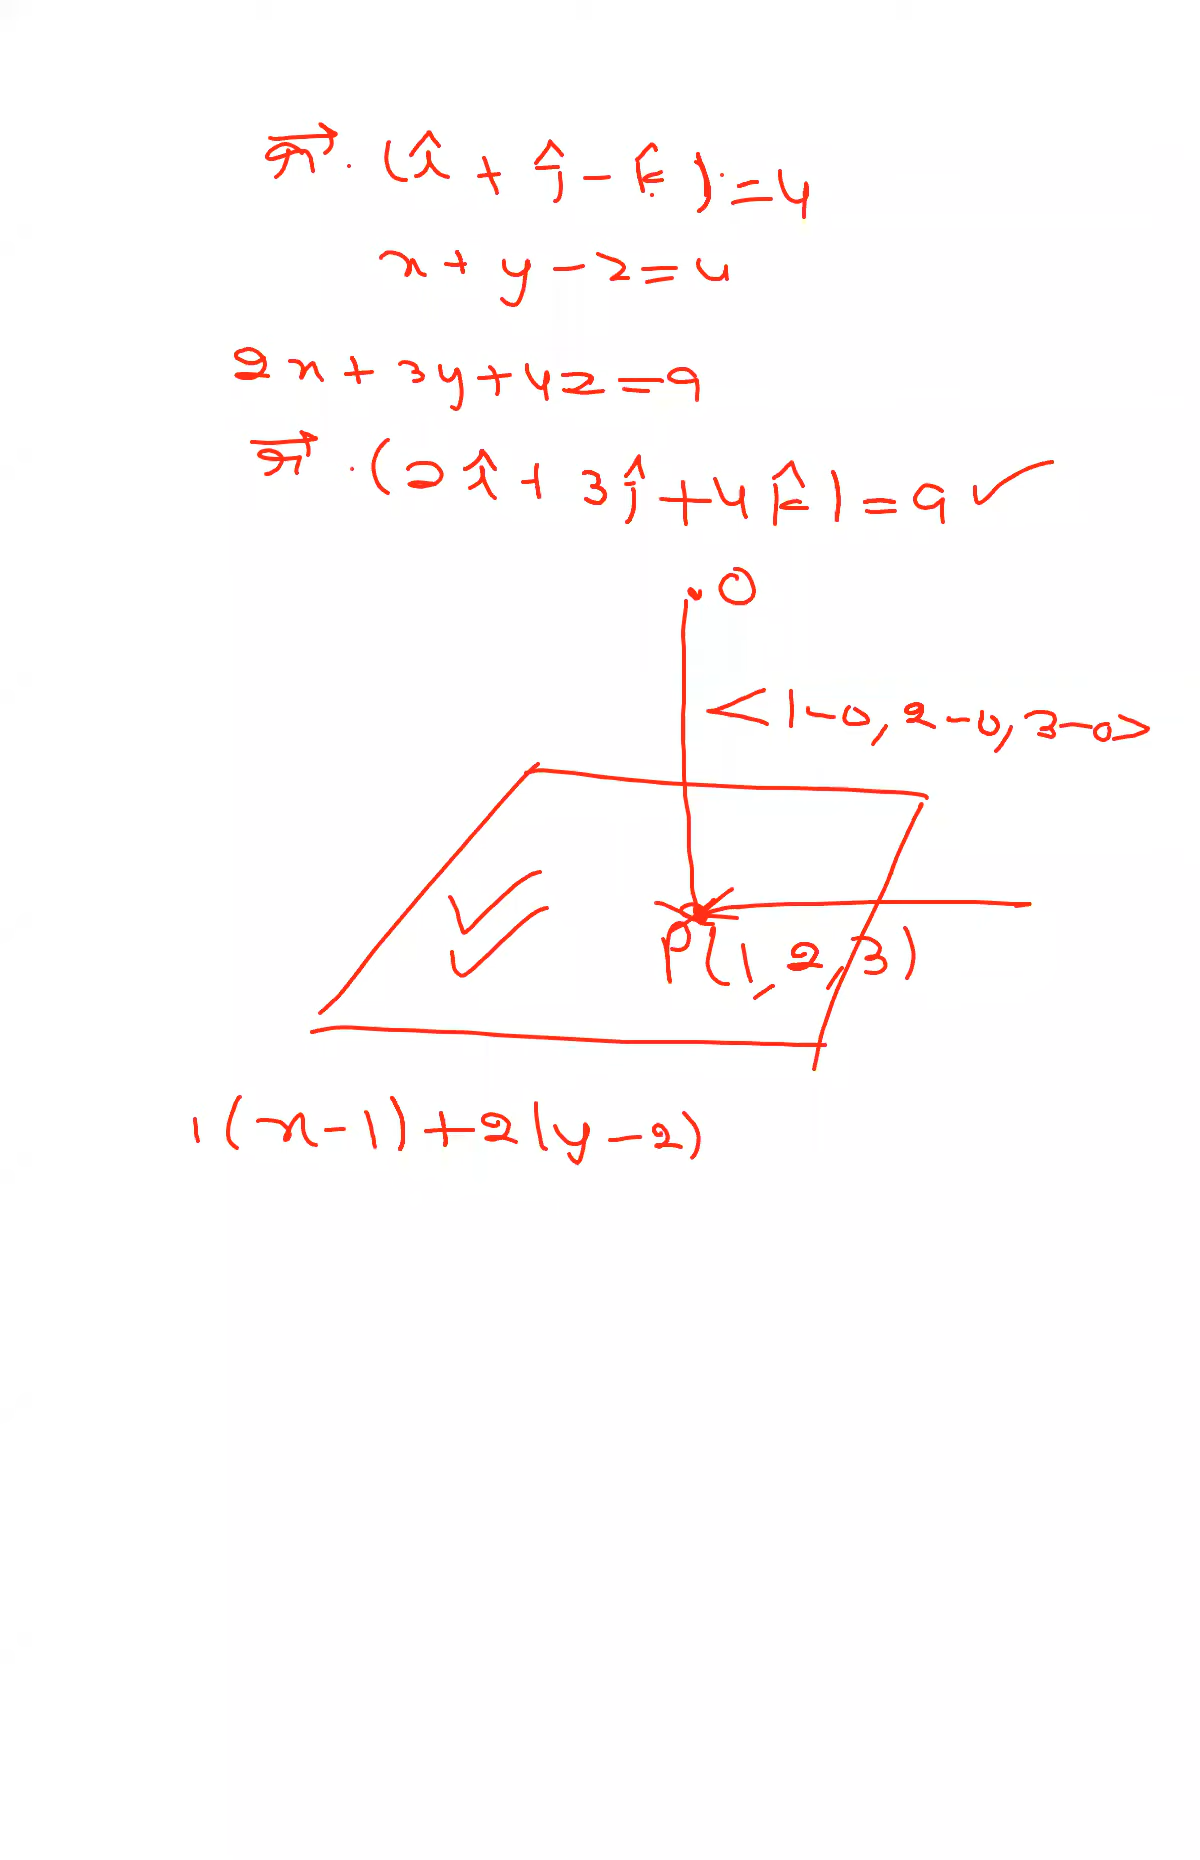 r⃗ · (î + ĵ − k̂) = 4
x + y − z = 4
2x + 3y + 4z = 9
r⃗ · (2î + 3ĵ + 4k̂) = 9 ✓
O
<1−0, 2−0, 3−0>
P(1, 2, 3)
1(x−1) + 2(y−2)